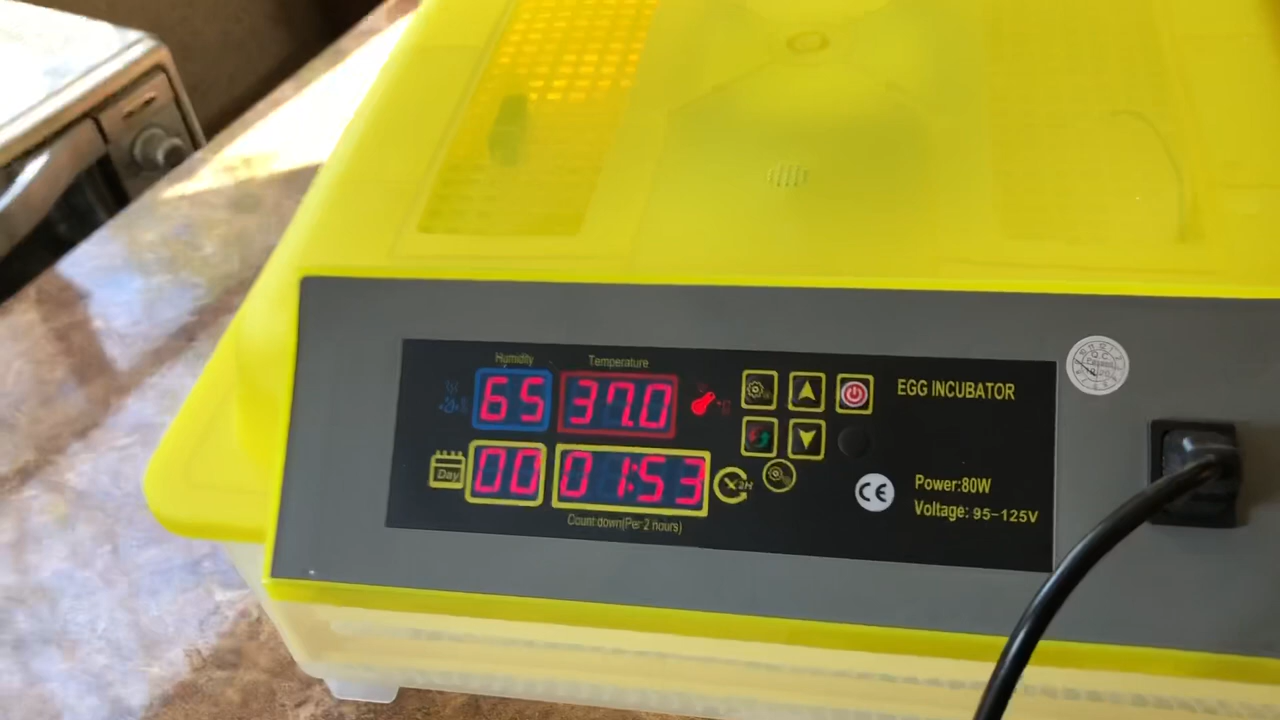 Humidity Temperature
65 37.0
EGG INCUBATOR
Day 00 01:53
2H
Count down(Per 2 hours)
CE
Power:80W
Voltage: 95-125V
Q.C.